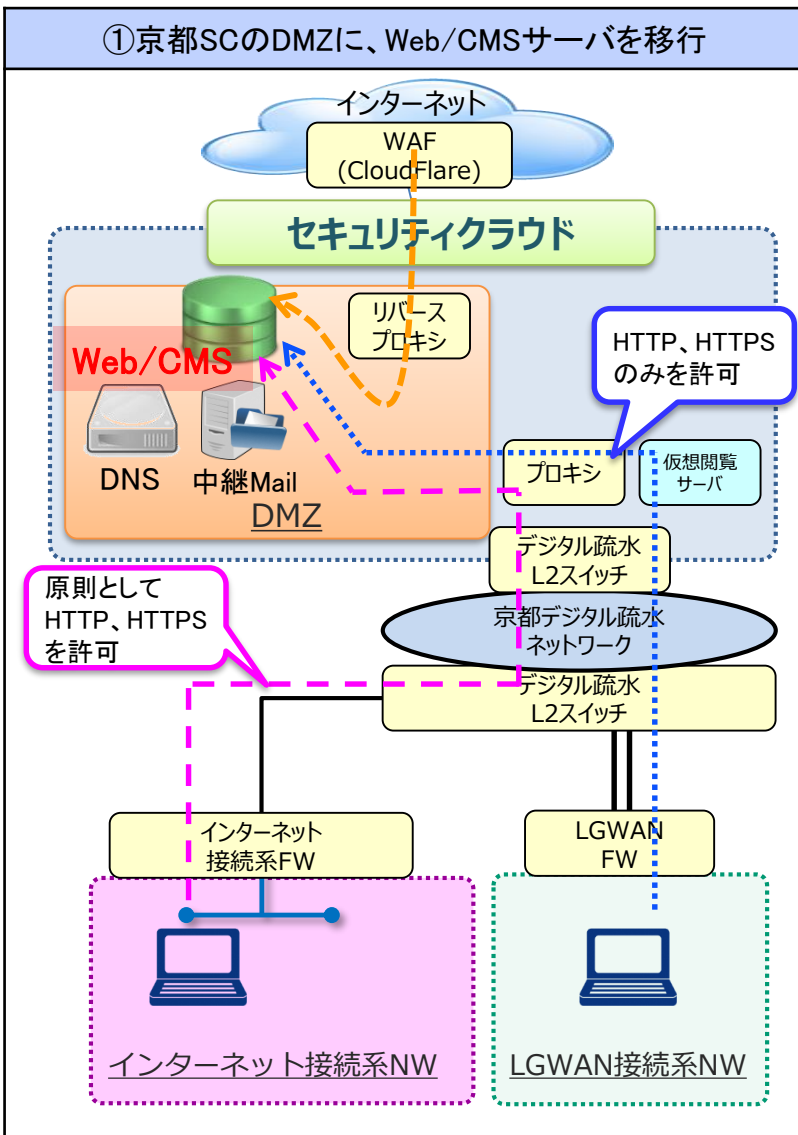 ①京都SCのDMZに、Web/CMSサーバを移行
インターネット
WAF
(CloudFlare)
セキュリティクラウド
リバース
プロキシ
Web/CMS
HTTP、HTTPS
のみを許可
DNS
中継Mail
DMZ
プロキシ
仮想閲覧
サーバ
デジタル疏水
L2スイッチ
原則として
HTTP、HTTPS
を許可
京都デジタル疏水
ネットワーク
デジタル疏水
L2スイッチ
インターネット
接続系FW
LGWAN
FW
インターネット接続系NW
LGWAN接続系NW